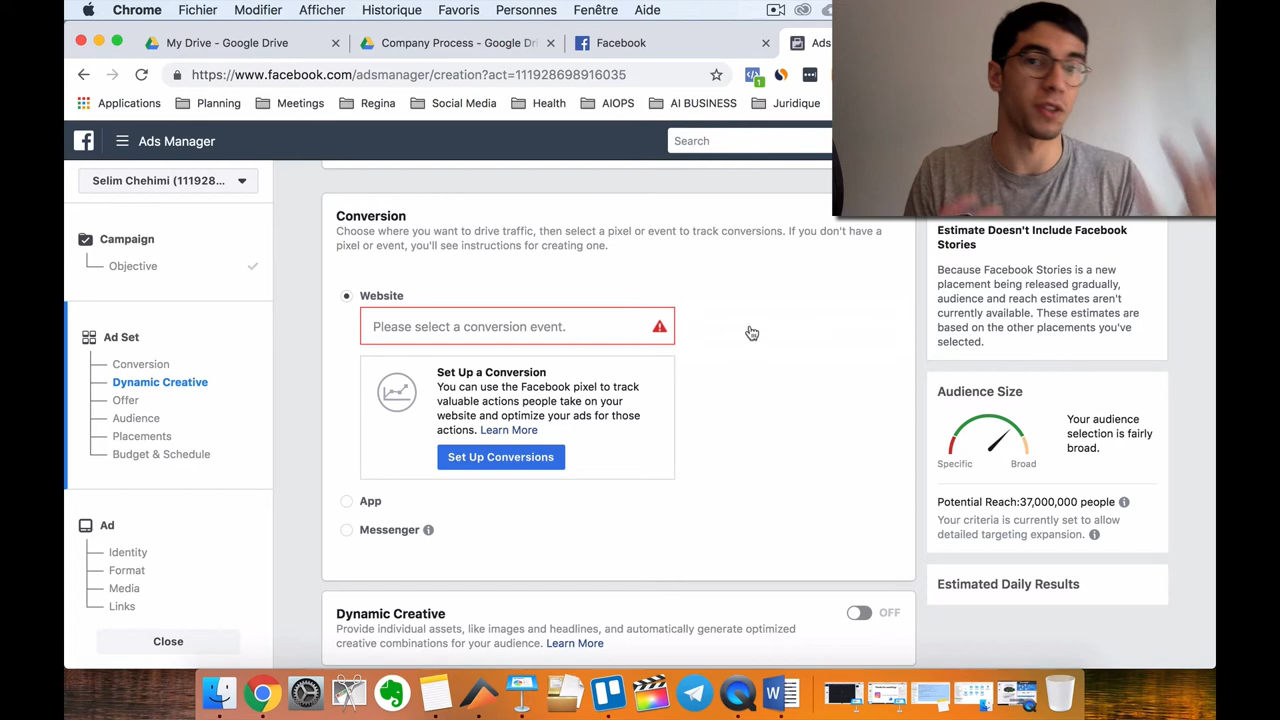 Chrome Fichier Modifier Afficher Historique Favoris Personnes Fenêtre Aide
My Drive - Google Drive
Company Process - Google Dri
Facebook
Ads
https://www.facebook.com/adsmanager/creation?act=111928698916035
1
Applications Planning Meetings Regina Social Media Health AIOPS AI BUSINESS Juridique
Ads Manager
Search
Selim Chehimi (111928...
Campaign
Objective
Ad Set
Conversion
Dynamic Creative
Offer
Audience
Placements
Budget & Schedule
Ad
Identity
Format
Media
Links
Close
Conversion
Choose where you want to drive traffic, then select a pixel or event to track conversions. If you don't have a
pixel or event, you'll see instructions for creating one.
Website
Please select a conversion event.
Set Up a Conversion
You can use the Facebook pixel to track
valuable actions people take on your
website and optimize your ads for those
actions. Learn More
Set Up Conversions
App
Messenger
Dynamic Creative
OFF
Provide individual assets, like images and headlines, and automatically generate optimized
creative combinations for your audience. Learn More
Estimate Doesn't Include Facebook
Stories
Because Facebook Stories is a new
placement being released gradually,
audience and reach estimates aren't
currently available. These estimates are
based on the other placements you've
selected.
Audience Size
Your audience
selection is fairly
broad.
Specific
Broad
Potential Reach:37,000,000 people
Your criteria is currently set to allow
detailed targeting expansion.
Estimated Daily Results